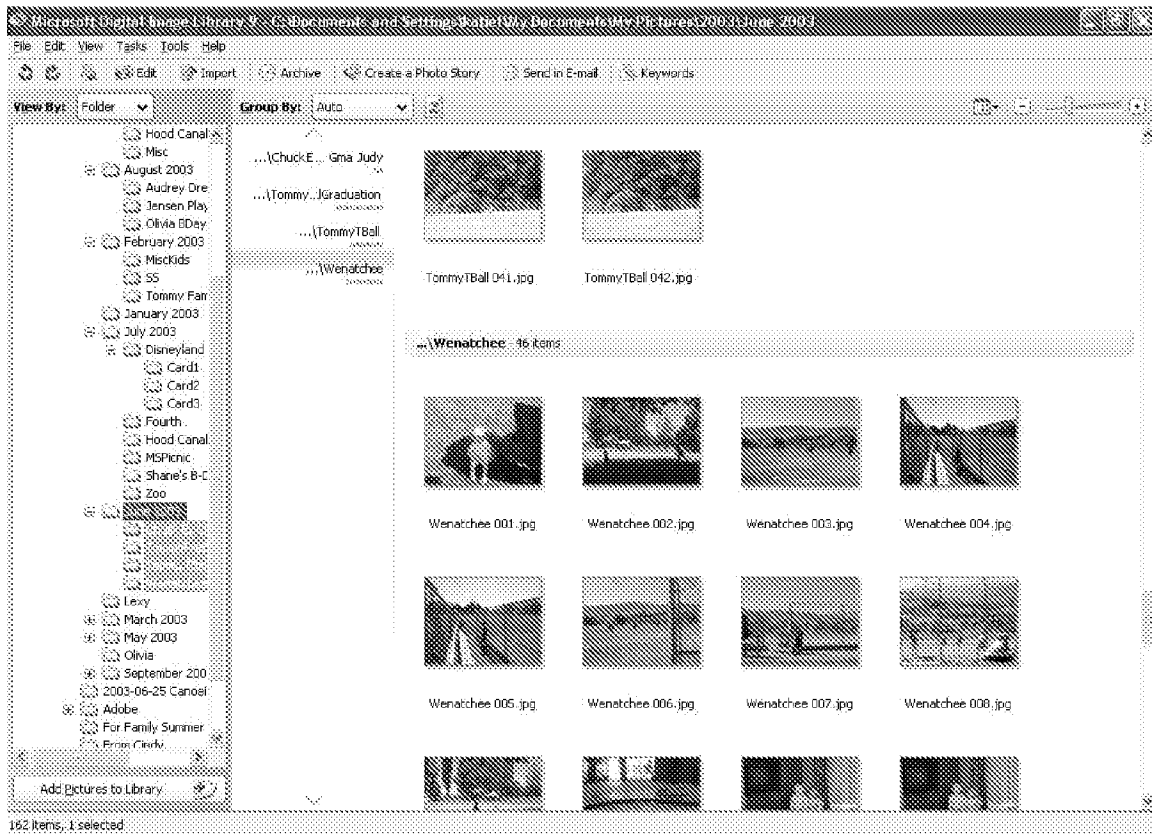 Microsoft Digital Image Library 9 - C:\Documents and Settings\katiel\My Documents\My Pictures\2003\June 2003
File Edit View Tasks Tools Help
Edit Import Archive Create a Photo Story Send in E-mail Keywords
View By: Folder
Group By: Auto
Hood Canal
Misc
August 2003
Audrey Dre
Jensen Play
Olivia BDay
February 2003
MiscKids
SS
Tommy Fam
January 2003
July 2003
Disneyland
Card1
Card2
Card3
Fourth
Hood Canal
MSPicnic
Shane's B-D
Zoo
Lexy
March 2003
May 2003
Olivia
September 200
2003-06-25 Canoei
Adobe
For Family Summer
From Cindy
Add Pictures to Library
162 items, 1 selected
...\ChuckE... Gma Judy
...\Tommy...lGraduation
...\TommyTBall
...\Wenatchee
TommyTBall 041.jpg TommyTBall 042.jpg
...\Wenatchee - 46 items
Wenatchee 001.jpg Wenatchee 002.jpg Wenatchee 003.jpg Wenatchee 004.jpg
Wenatchee 005.jpg Wenatchee 006.jpg Wenatchee 007.jpg Wenatchee 008.jpg